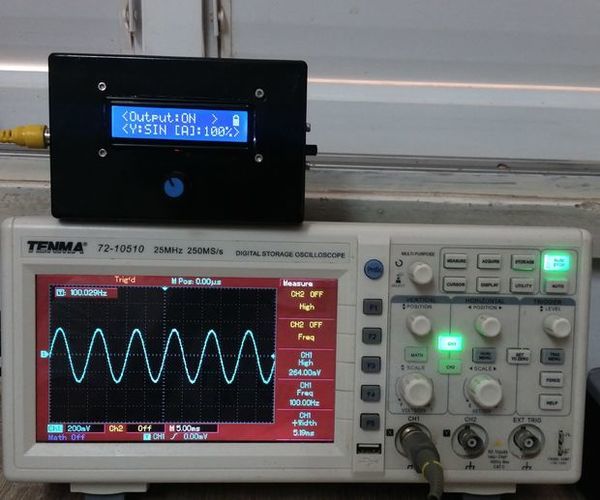 <Output:ON >
<Y:SIN [A]:100%>
TENMA 72-10510 25MHz 250MS/s DIGITAL STORAGE OSCILLOSCOPE
Trig'd M Pos: 0.00µs
100.029Hz
Measure
CH2 OFF
High
CH2 OFF
Freq
CH1
High
264.00mV
CH1
Freq
100.00Hz
CH1
+Width
5.19ms
CH1 200mV Ch2 Off M 5.00ms
Math Off CH1 0.00mV
F1
F2
F3
F4
F5
MULTI PURPOSE
SELECT
MEASURE ACQUIRE STORAGE RUN/STOP
CURSOR DISPLAY UTILITY AUTO
VERTICAL HORIZONTAL TRIGGER
POSITION POSITION LEVEL
CH1
MATH CH2 HORI MENU SET TO ZERO TRIG MENU
SCALE SCALE
FORCE
HELP
CH1 CH2 EXT TRIG